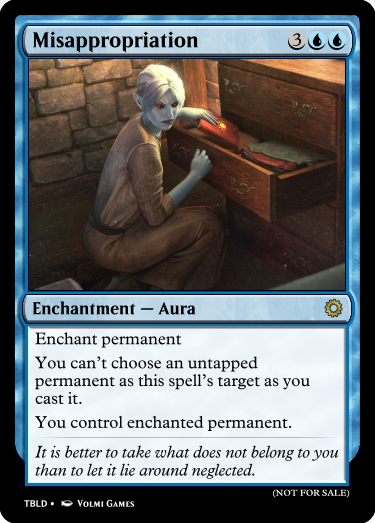 Misappropriation 3
Enchantment — Aura
Enchant permanent
You can't choose an untapped
permanent as this spell's target as you
cast it.
You control enchanted permanent.
It is better to take what does not belong to you
than to let it lie around neglected.
(NOT FOR SALE)
TBLD • VOLMI GAMES